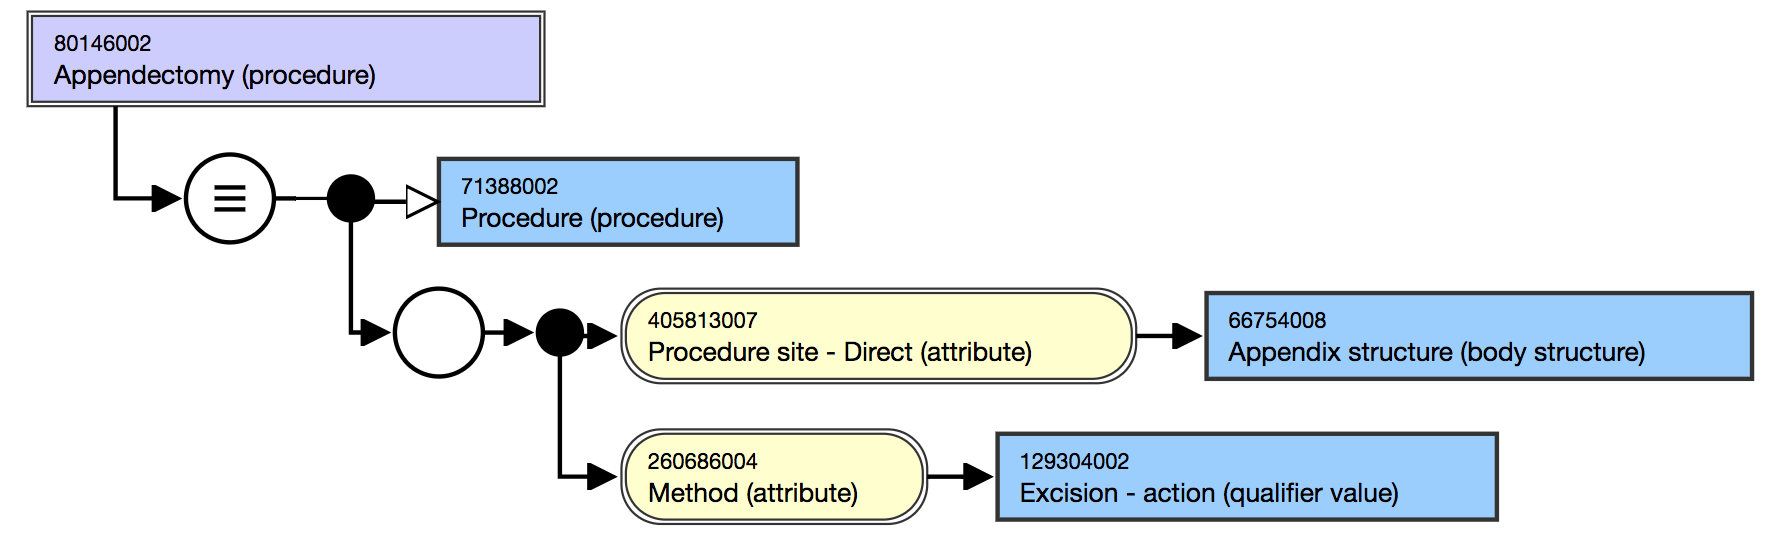 80146002
Appendectomy (procedure)
71388002
Procedure (procedure)
405813007
Procedure site - Direct (attribute)
66754008
Appendix structure (body structure)
260686004
Method (attribute)
129304002
Excision - action (qualifier value)